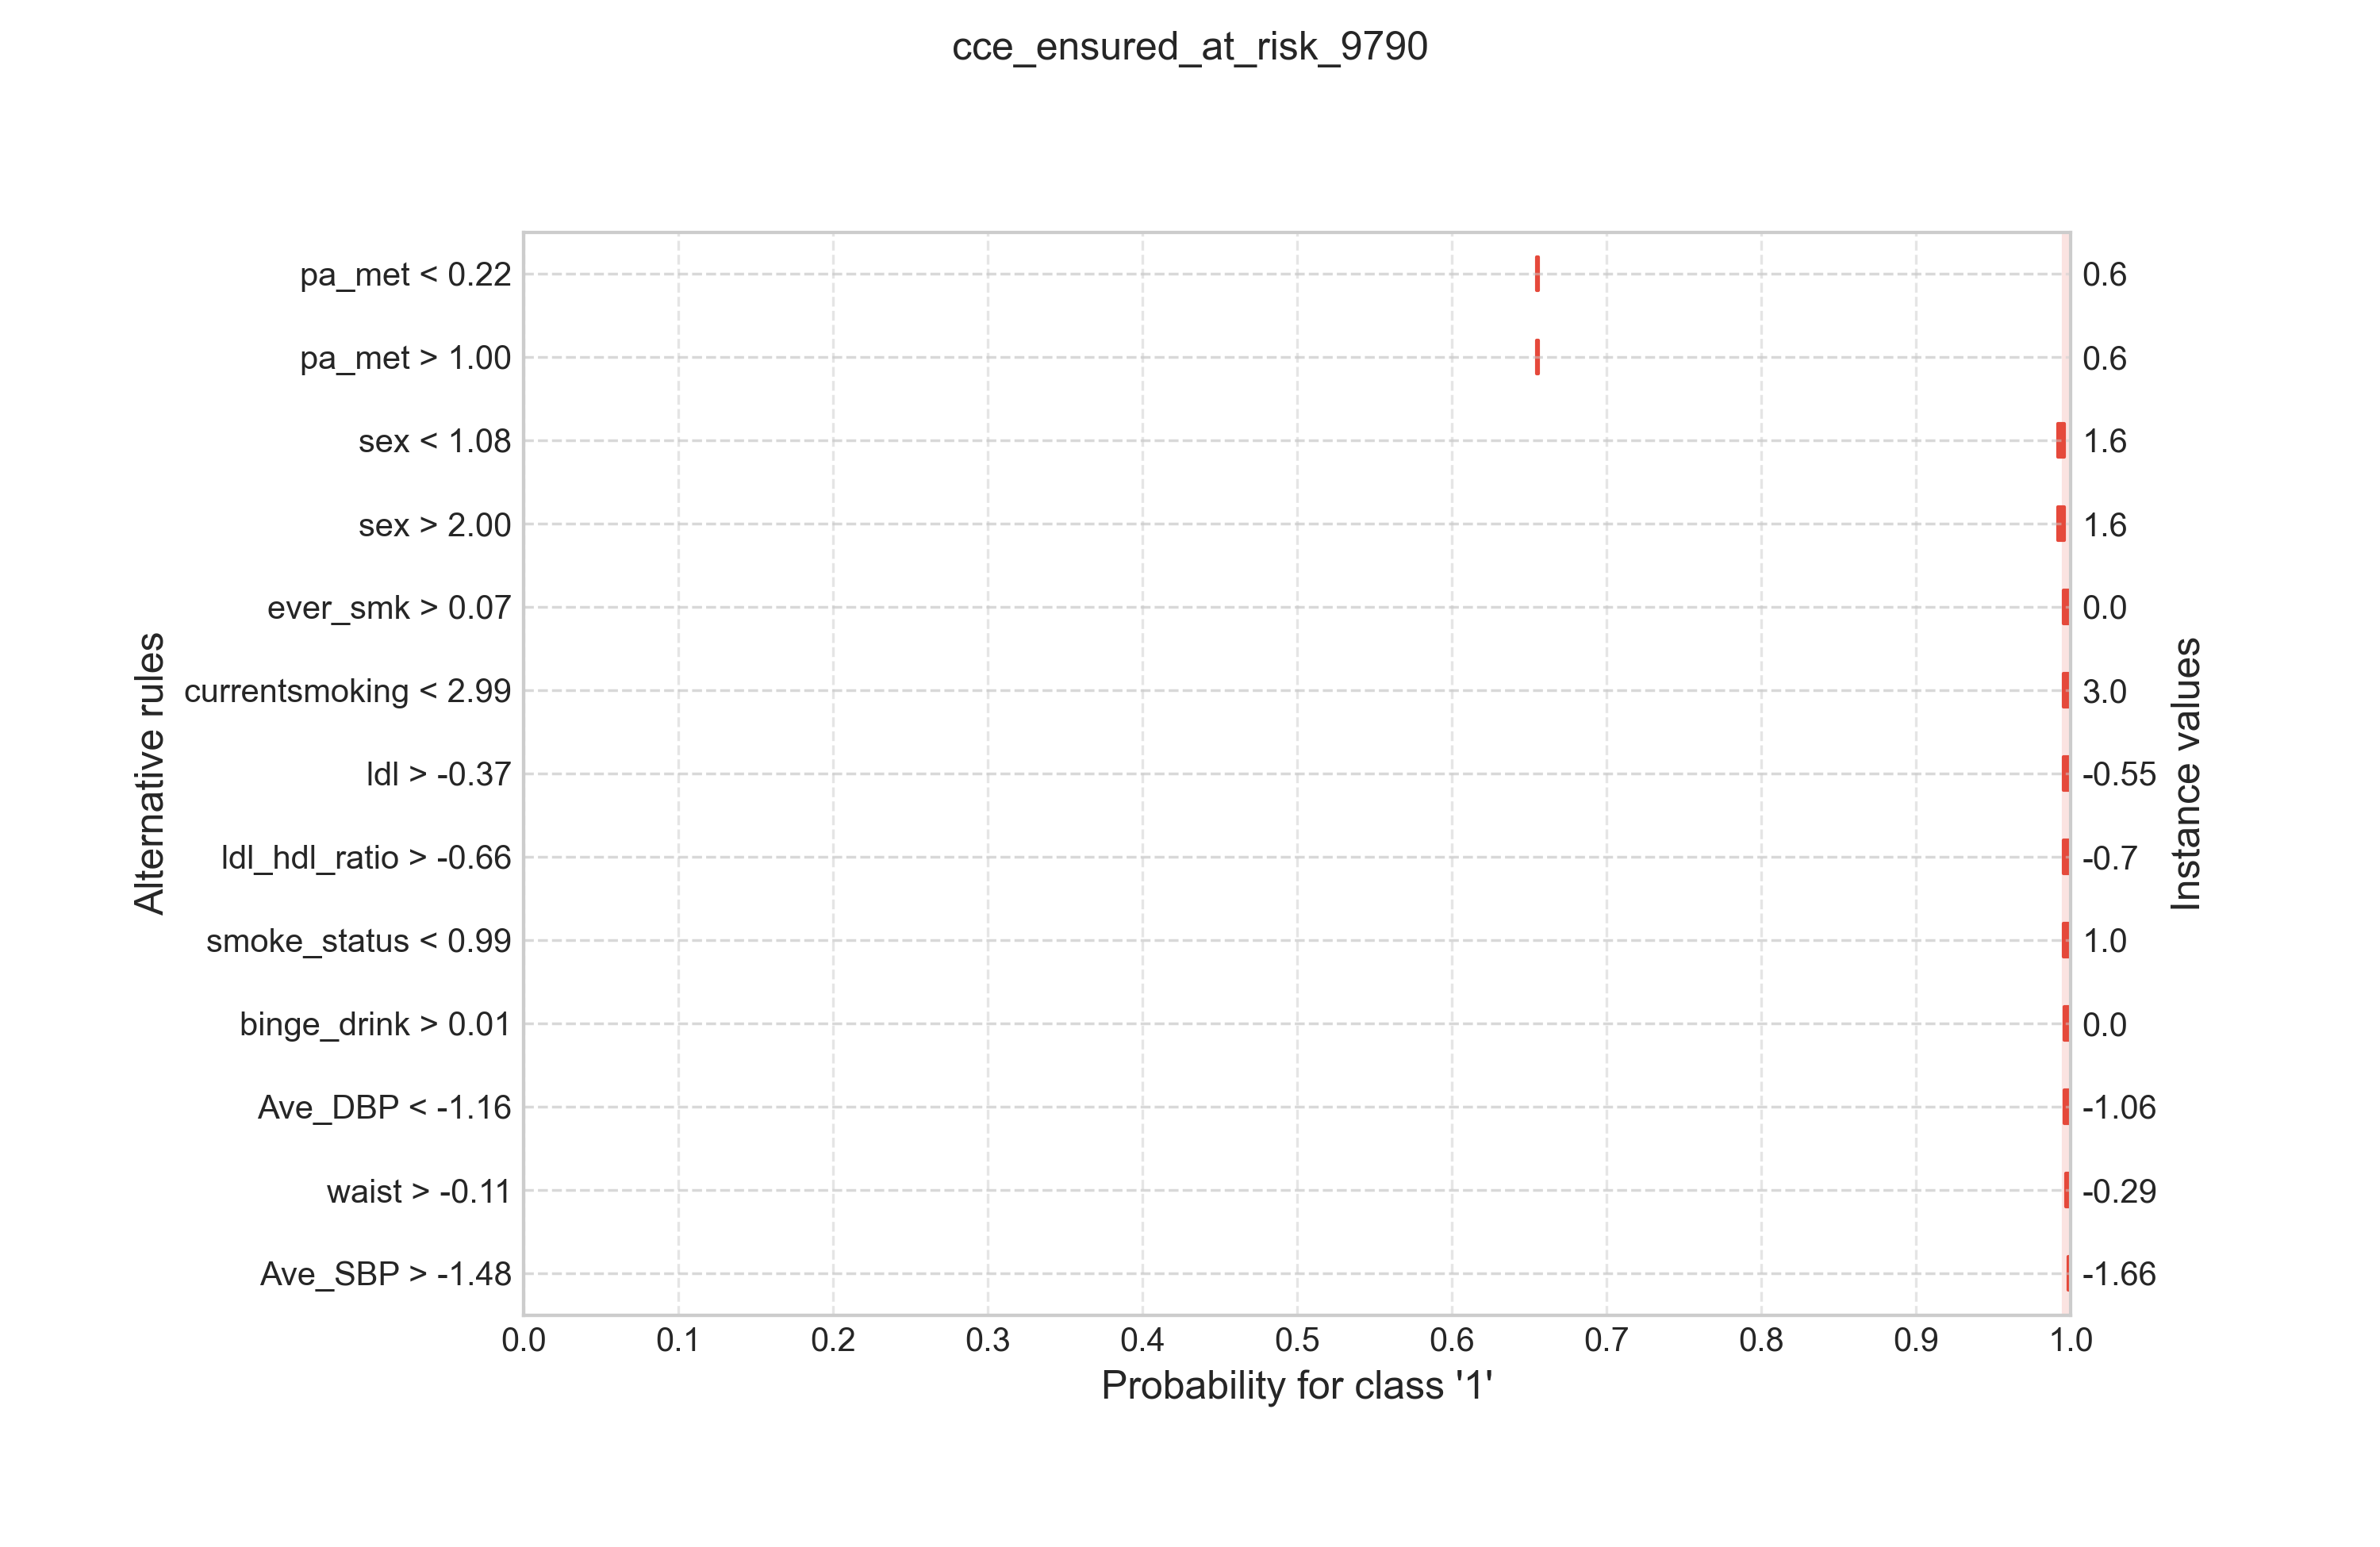 cce_ensured_at_risk_9790
pa_met < 0.22
0.6
pa_met > 1.00
0.6
sex < 1.08
1.6
sex > 2.00
1.6
ever_smk > 0.07
0.0
currentsmoking < 2.99
3.0
ldl > -0.37
-0.55
ldl_hdl_ratio > -0.66
-0.7
smoke_status < 0.99
1.0
binge_drink > 0.01
0.0
Ave_DBP < -1.16
-1.06
waist > -0.11
-0.29
Ave_SBP > -1.48
-1.66
Alternative rules
Instance values
0.0 0.1 0.2 0.3 0.4 0.5 0.6 0.7 0.8 0.9 1.0
Probability for class '1'